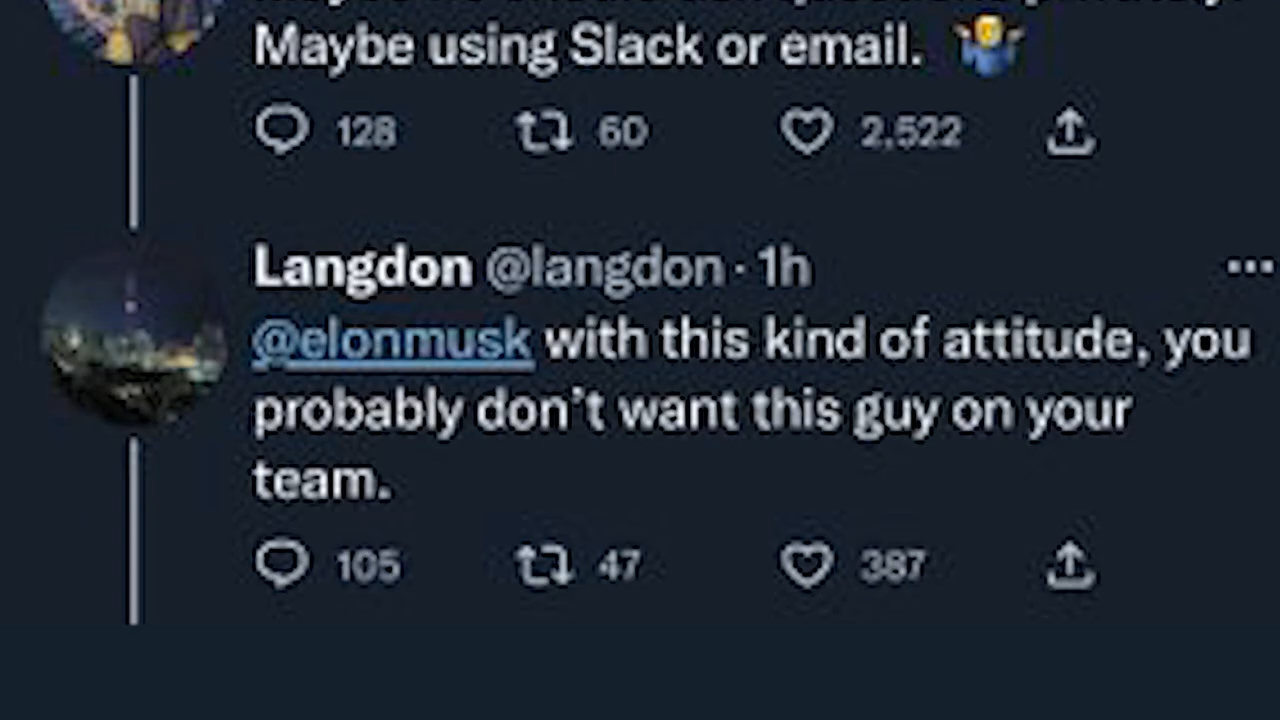 Maybe using Slack or email. 🤷‍♂️
128 60 2,522
Langdon @langdon · 1h
@elonmusk with this kind of attitude, you
probably don’t want this guy on your
team.
105 47 387